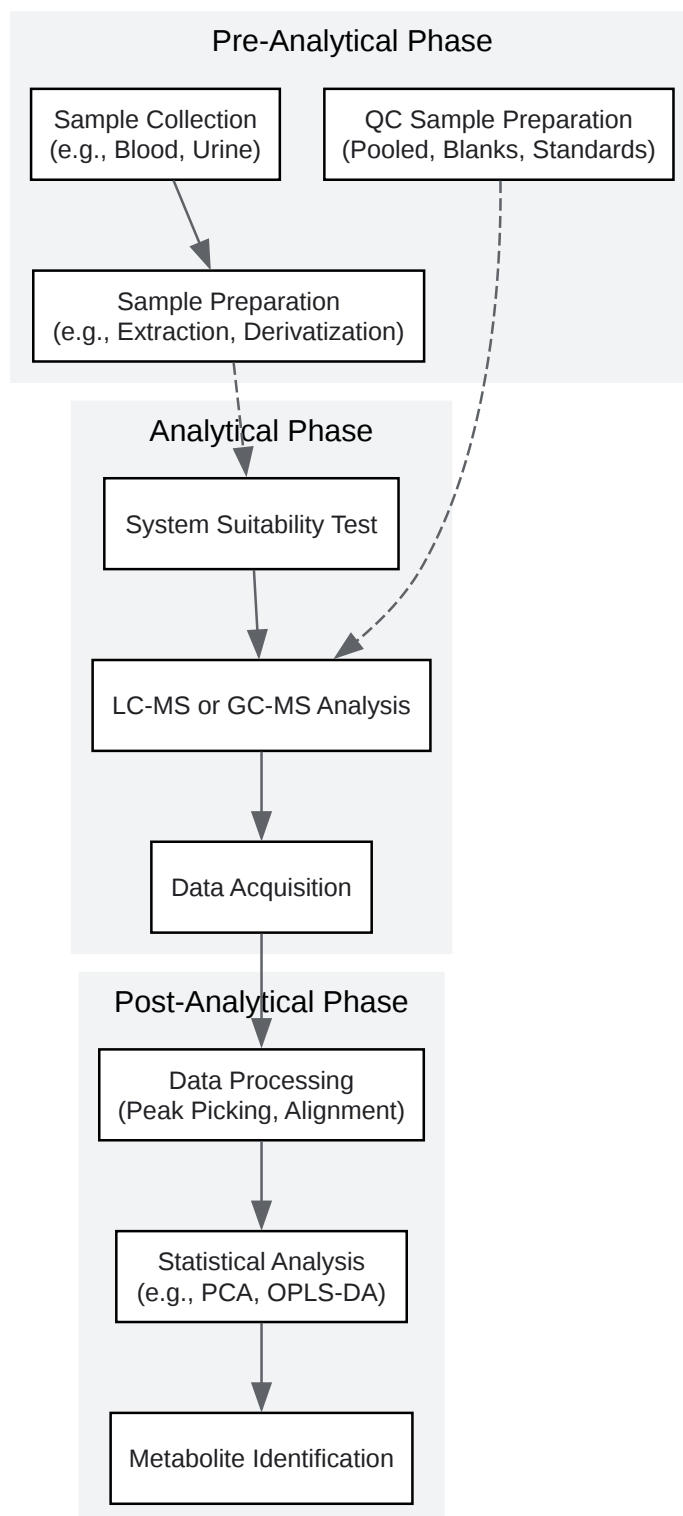 Pre-Analytical Phase
Sample Collection
(e.g., Blood, Urine)
QC Sample Preparation
(Pooled, Blanks, Standards)
Sample Preparation
(e.g., Extraction, Derivatization)
Analytical Phase
System Suitability Test
LC-MS or GC-MS Analysis
Data Acquisition
Post-Analytical Phase
Data Processing
(Peak Picking, Alignment)
Statistical Analysis
(e.g., PCA, OPLS-DA)
Metabolite Identification